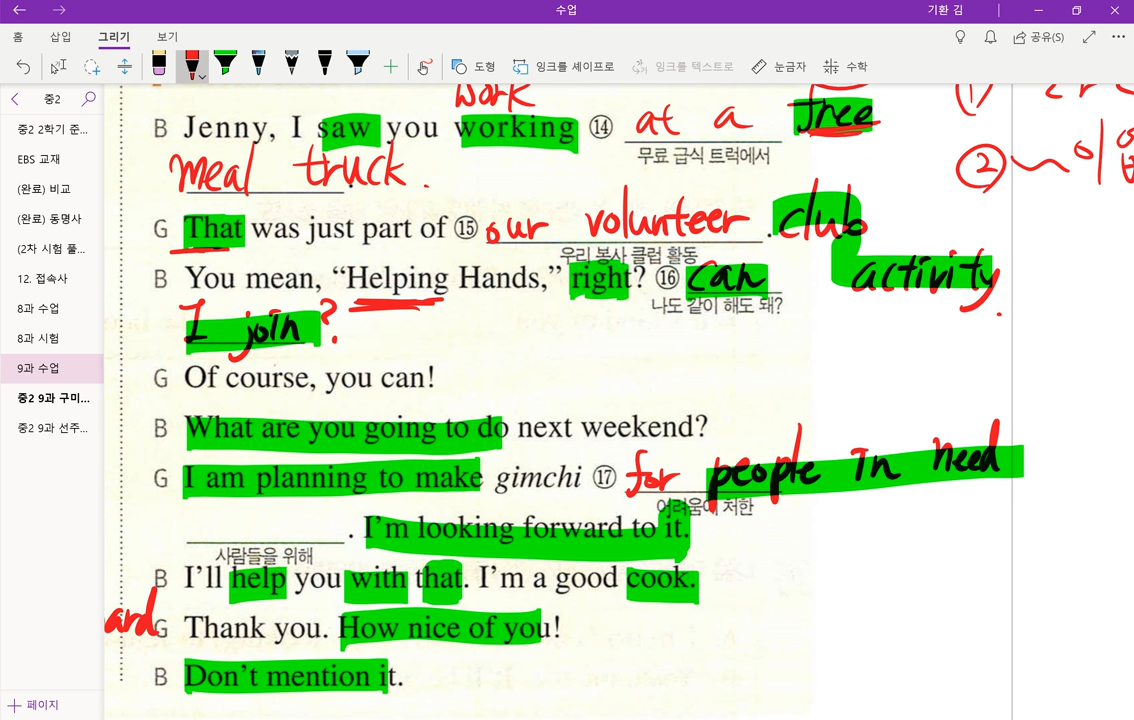 수업
기환 김
홈 삽입 그리기 보기
공유(S)
도형 잉크를 셰이프로 잉크를 텍스트로 눈금자 수학
중2
중2 2학기 준...
EBS 교재
(완료) 비교
(완료) 동명사
(2차 시험 풀...
12. 접속사
8과 수업
8과 시험
9과 수업
중2 9과 구미...
중2 9과 선주...
페이지
work
①
B Jenny, I saw you working ⑭ at a free
무료 급식 트럭에서
meal truck.
② ~이
G That was just part of ⑮ our volunteer. club
우리 봉사 클럽 활동
activity.
B You mean, “Helping Hands,” right? ⑯ can
나도 같이 해도 돼?
I join?
G Of course, you can!
B What are you going to do next weekend?
G I am planning to make gimchi ⑰ for people in need
어려움에 처한
. I’m looking forward to it.
사람들을 위해
B I’ll help you with that. I’m a good cook.
G Thank you. How nice of you!
B Don’t mention it.